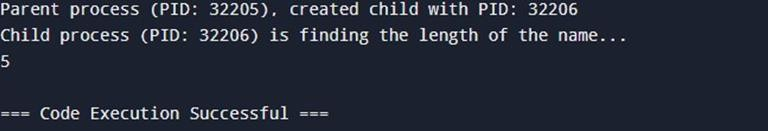 Parent process (PID: 32205), created child with PID: 32206
Child process (PID: 32206) is finding the length of the name...
5
=== Code Execution Successful ===